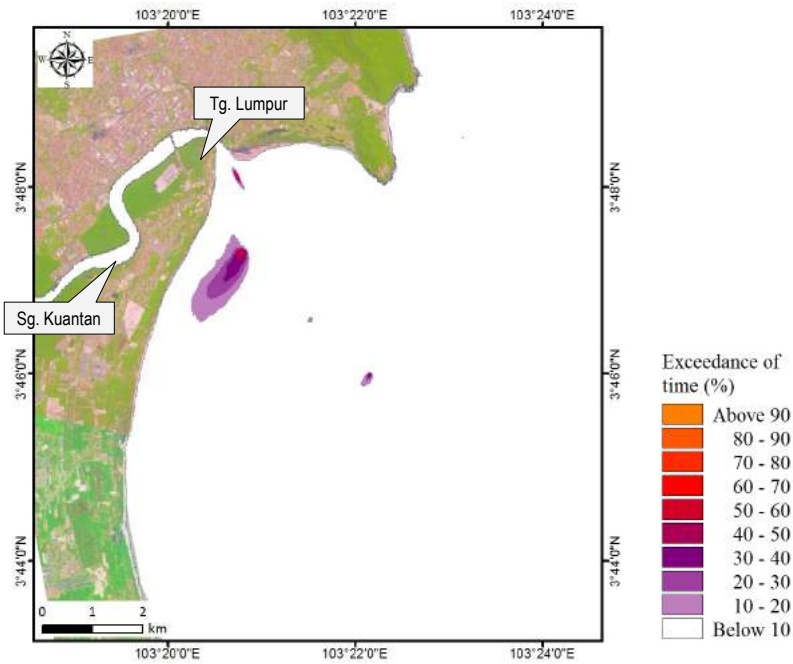 103°20'0"E 103°22'0"E 103°24'0"E
N
W E
S
Tg. Lumpur
3°48'0"N 3°48'0"N
Sg. Kuantan
3°46'0"N 3°46'0"N
Exceedance of
time (%)
Above 90
80 - 90
70 - 80
60 - 70
50 - 60
40 - 50
30 - 40
20 - 30
10 - 20
Below 10
3°44'0"N 3°44'0"N
0 1 2
km
103°20'0"E 103°22'0"E 103°24'0"E